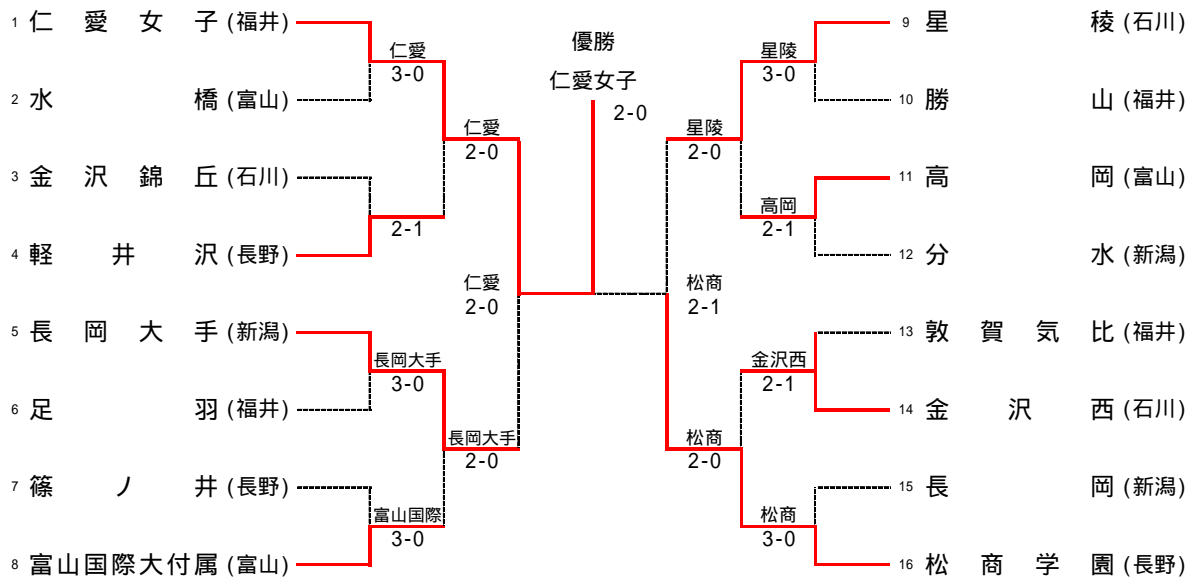 1 仁愛女子 (福井)
仁愛
3-0
2 水橋 (富山)
仁愛
2-0
3 金沢錦丘 (石川)
2-1
4 軽井沢 (長野)
仁愛
2-0
5 長岡大手 (新潟)
長岡大手
3-0
6 足羽 (福井)
長岡大手
2-0
7 篠ノ井 (長野)
富山国際
3-0
8 富山国際大付属 (富山)
優勝
仁愛女子
2-0
9 星稜 (石川)
星陵
3-0
10 勝山 (福井)
星陵
2-0
11 高岡 (富山)
高岡
2-1
12 分水 (新潟)
松商
2-1
13 敦賀気比 (福井)
金沢西
2-1
14 金沢西 (石川)
松商
2-0
15 長岡 (新潟)
松商
3-0
16 松商学園 (長野)